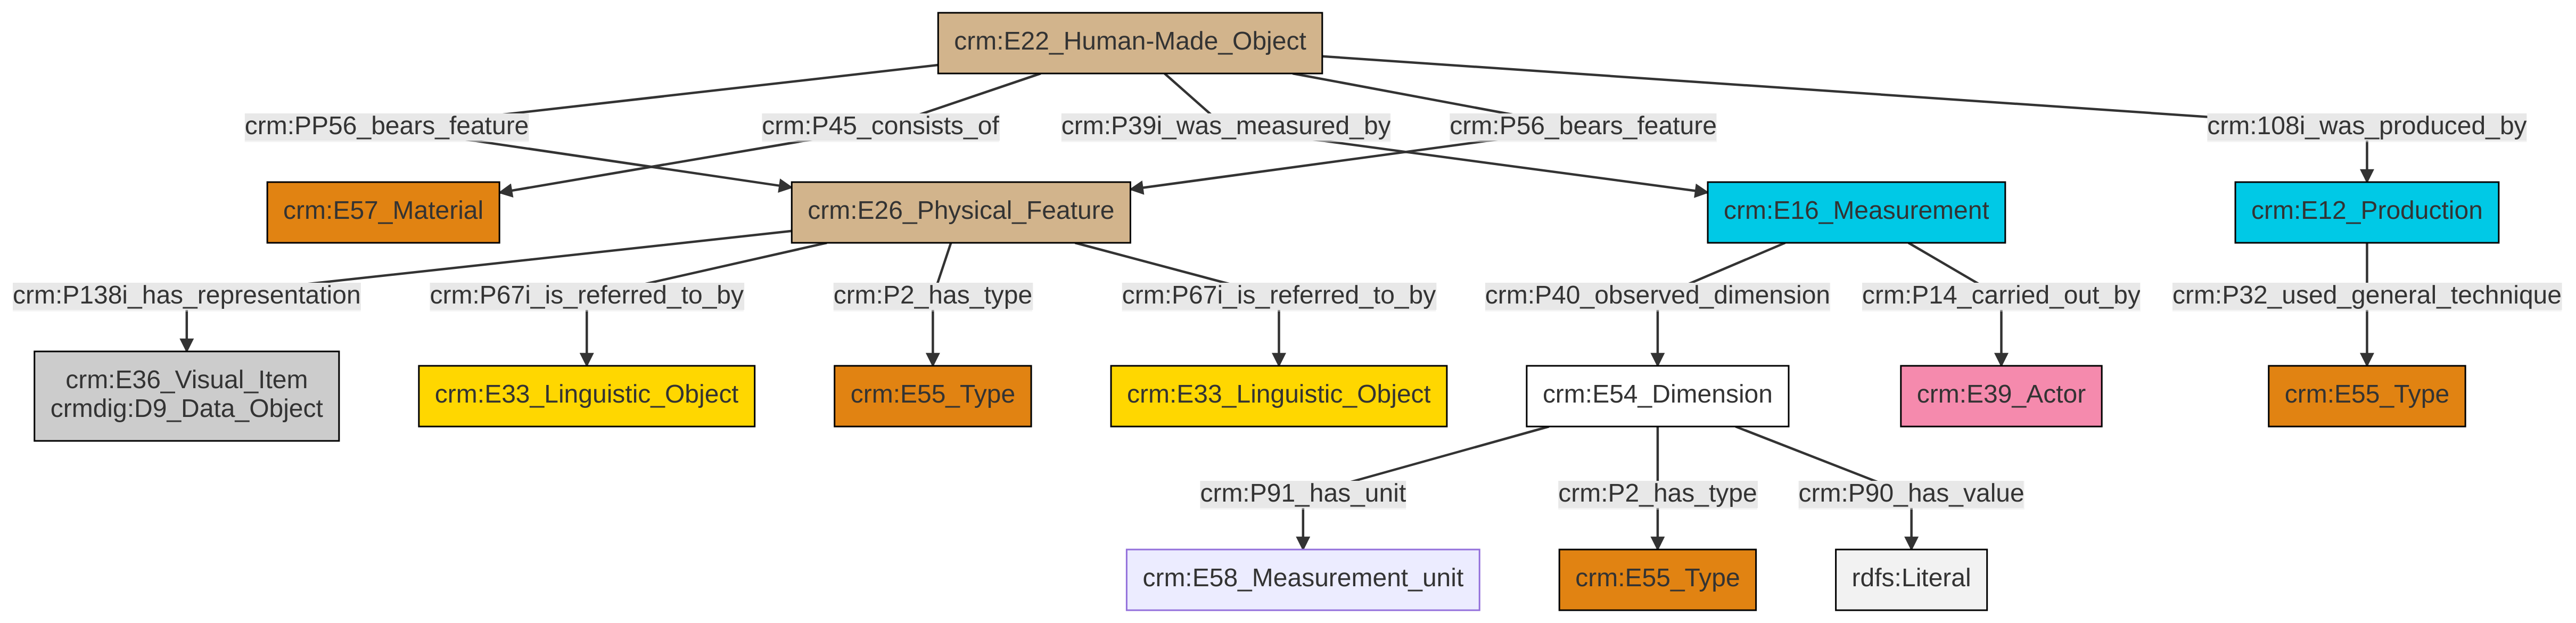 crm:E22_Human-Made_Object
crm:PP56_bears_feature
crm:P45_consists_of
crm:P39i_was_measured_by
crm:P56_bears_feature
crm:108i_was_produced_by
crm:E57_Material
crm:E26_Physical_Feature
crm:E16_Measurement
crm:E12_Production
crm:P138i_has_representation
crm:P67i_is_referred_to_by
crm:P2_has_type
crm:P67i_is_referred_to_by
crm:P40_observed_dimension
crm:P14_carried_out_by
crm:P32_used_general_technique
crm:E36_Visual_Item
crmdig:D9_Data_Object
crm:E33_Linguistic_Object
crm:E55_Type
crm:E33_Linguistic_Object
crm:E54_Dimension
crm:E39_Actor
crm:E55_Type
crm:P91_has_unit
crm:P2_has_type
crm:P90_has_value
crm:E58_Measurement_unit
crm:E55_Type
rdfs:Literal